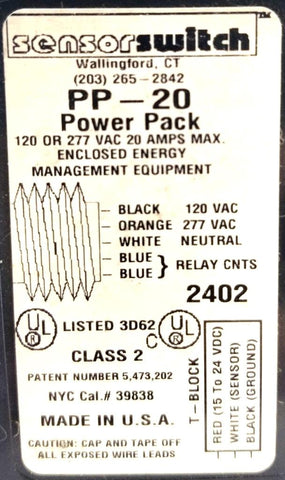 sensorswitch™
Wallingford, CT
(203) 265-2842
PP-20
Power Pack
120 OR 277 VAC 20 AMPS MAX.
ENCLOSED ENERGY
MANAGEMENT EQUIPMENT
BLACK 120 VAC
ORANGE 277 VAC
WHITE NEUTRAL
BLUE
BLUE } RELAY CNTS
2402
UL ® LISTED 3D62 C UL ®
CLASS 2
PATENT NUMBER 5,473,202
NYC Cal.# 39838
MADE IN U.S.A.
CAUTION: CAP AND TAPE OFF
ALL EXPOSED WIRE LEADS
T-BLOCK
RED (15 To 24 VDC)
WHITE (SENSOR)
BLACK (GROUND)